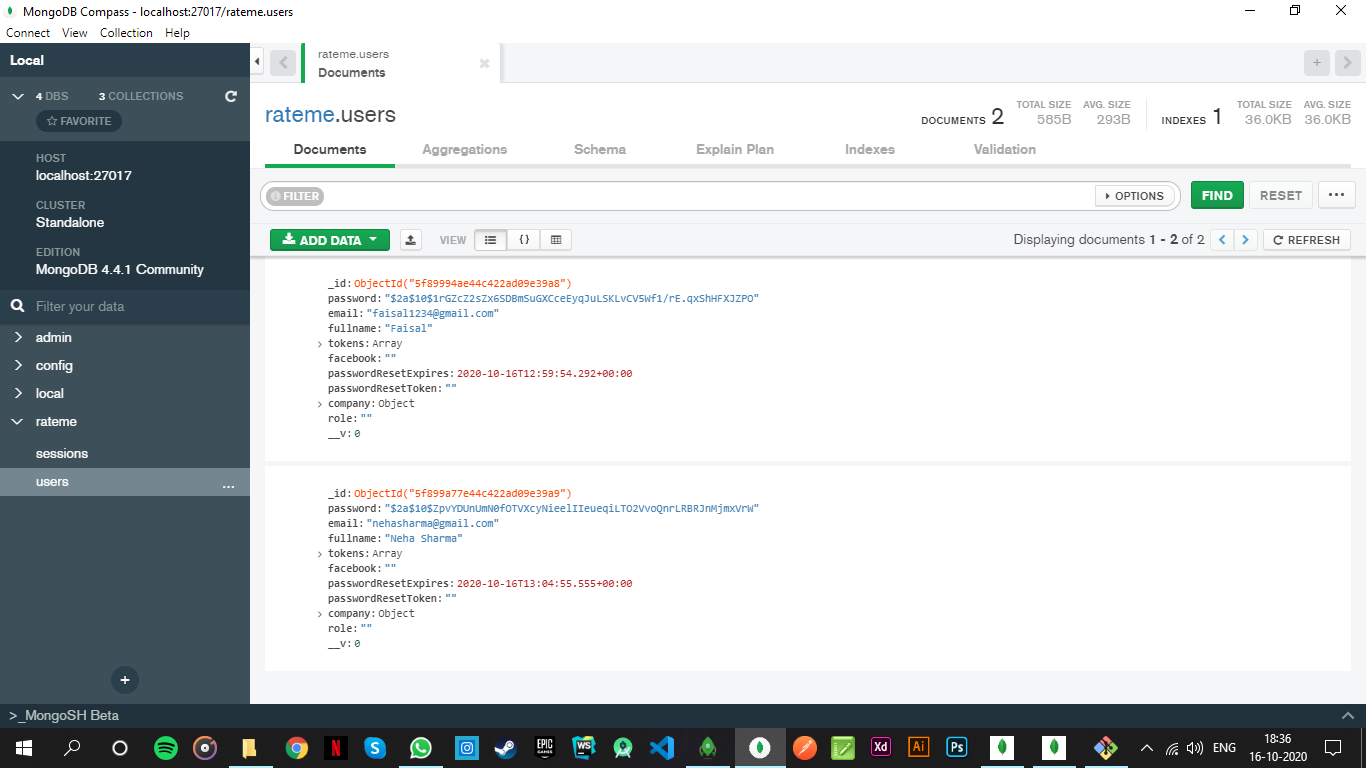 MongoDB Compass - localhost:27017/rateme.users
Connect View Collection Help
Local
4 DBS 3 COLLECTIONS
FAVORITE
HOST
localhost:27017
CLUSTER
Standalone
EDITION
MongoDB 4.4.1 Community
Filter your data
admin
config
local
rateme
sessions
users ...
rateme.users
Documents
rateme.users
DOCUMENTS 2 TOTAL SIZE 585B AVG. SIZE 293B INDEXES 1 TOTAL SIZE 36.0KB AVG. SIZE 36.0KB
Documents Aggregations Schema Explain Plan Indexes Validation
FILTER OPTIONS FIND RESET ...
ADD DATA VIEW {} Displaying documents 1 - 2 of 2 REFRESH
_id: ObjectId("5f89994ae44c422ad09e39a8")
password: "$2a$10$1rGZcZ2sZx6SDBmSuGXCceEyqJuLSKLvCV5Wf1/rE.qxShHFXJZPO"
email: "faisal1234@gmail.com"
fullname: "Faisal"
tokens: Array
facebook: ""
passwordResetExpires: 2020-10-16T12:59:54.292+00:00
passwordResetToken: ""
company: Object
role: ""
__v: 0
_id: ObjectId("5f899a77e44c422ad09e39a9")
password: "$2a$10$ZpvYDUnUmN0fOTVXcyNieelIIeueqiLTO2VvoQnrLRBRJnMjmxVrW"
email: "nehasharma@gmail.com"
fullname: "Neha Sharma"
tokens: Array
facebook: ""
passwordResetExpires: 2020-10-16T13:04:55.555+00:00
passwordResetToken: ""
company: Object
role: ""
__v: 0
>_MongoSH Beta
N S EPIC GAMES WS Xd Ai Ps ENG 18:36
16-10-2020